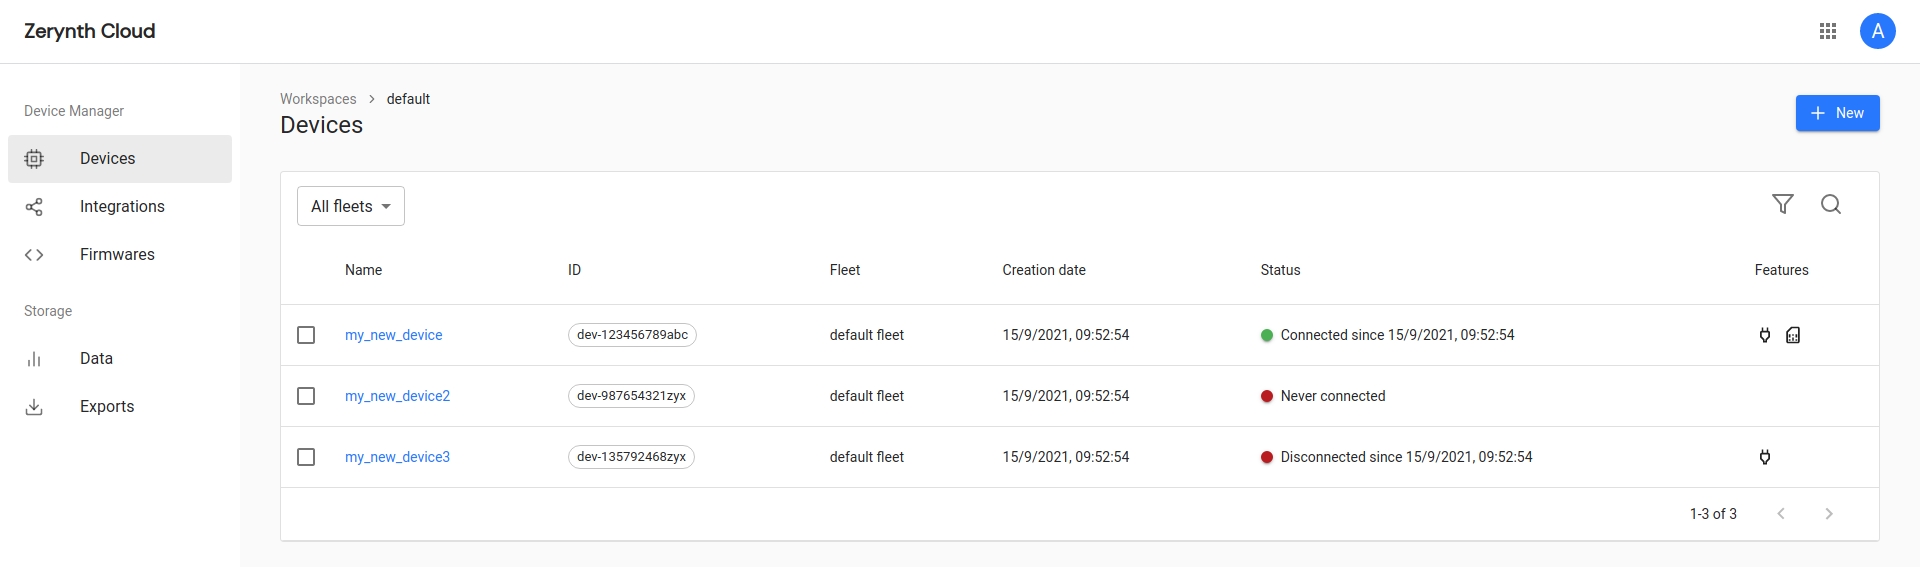 Zerynth Cloud
A
Device Manager
Devices
Integrations
Firmwares
Storage
Data
Exports
Workspaces > default
Devices
+ New
All fleets
Name ID Fleet Creation date Status Features
my_new_device dev-123456789abc default fleet 15/9/2021, 09:52:54 Connected since 15/9/2021, 09:52:54
my_new_device2 dev-987654321zyx default fleet 15/9/2021, 09:52:54 Never connected
my_new_device3 dev-135792468zyx default fleet 15/9/2021, 09:52:54 Disconnected since 15/9/2021, 09:52:54
1-3 of 3